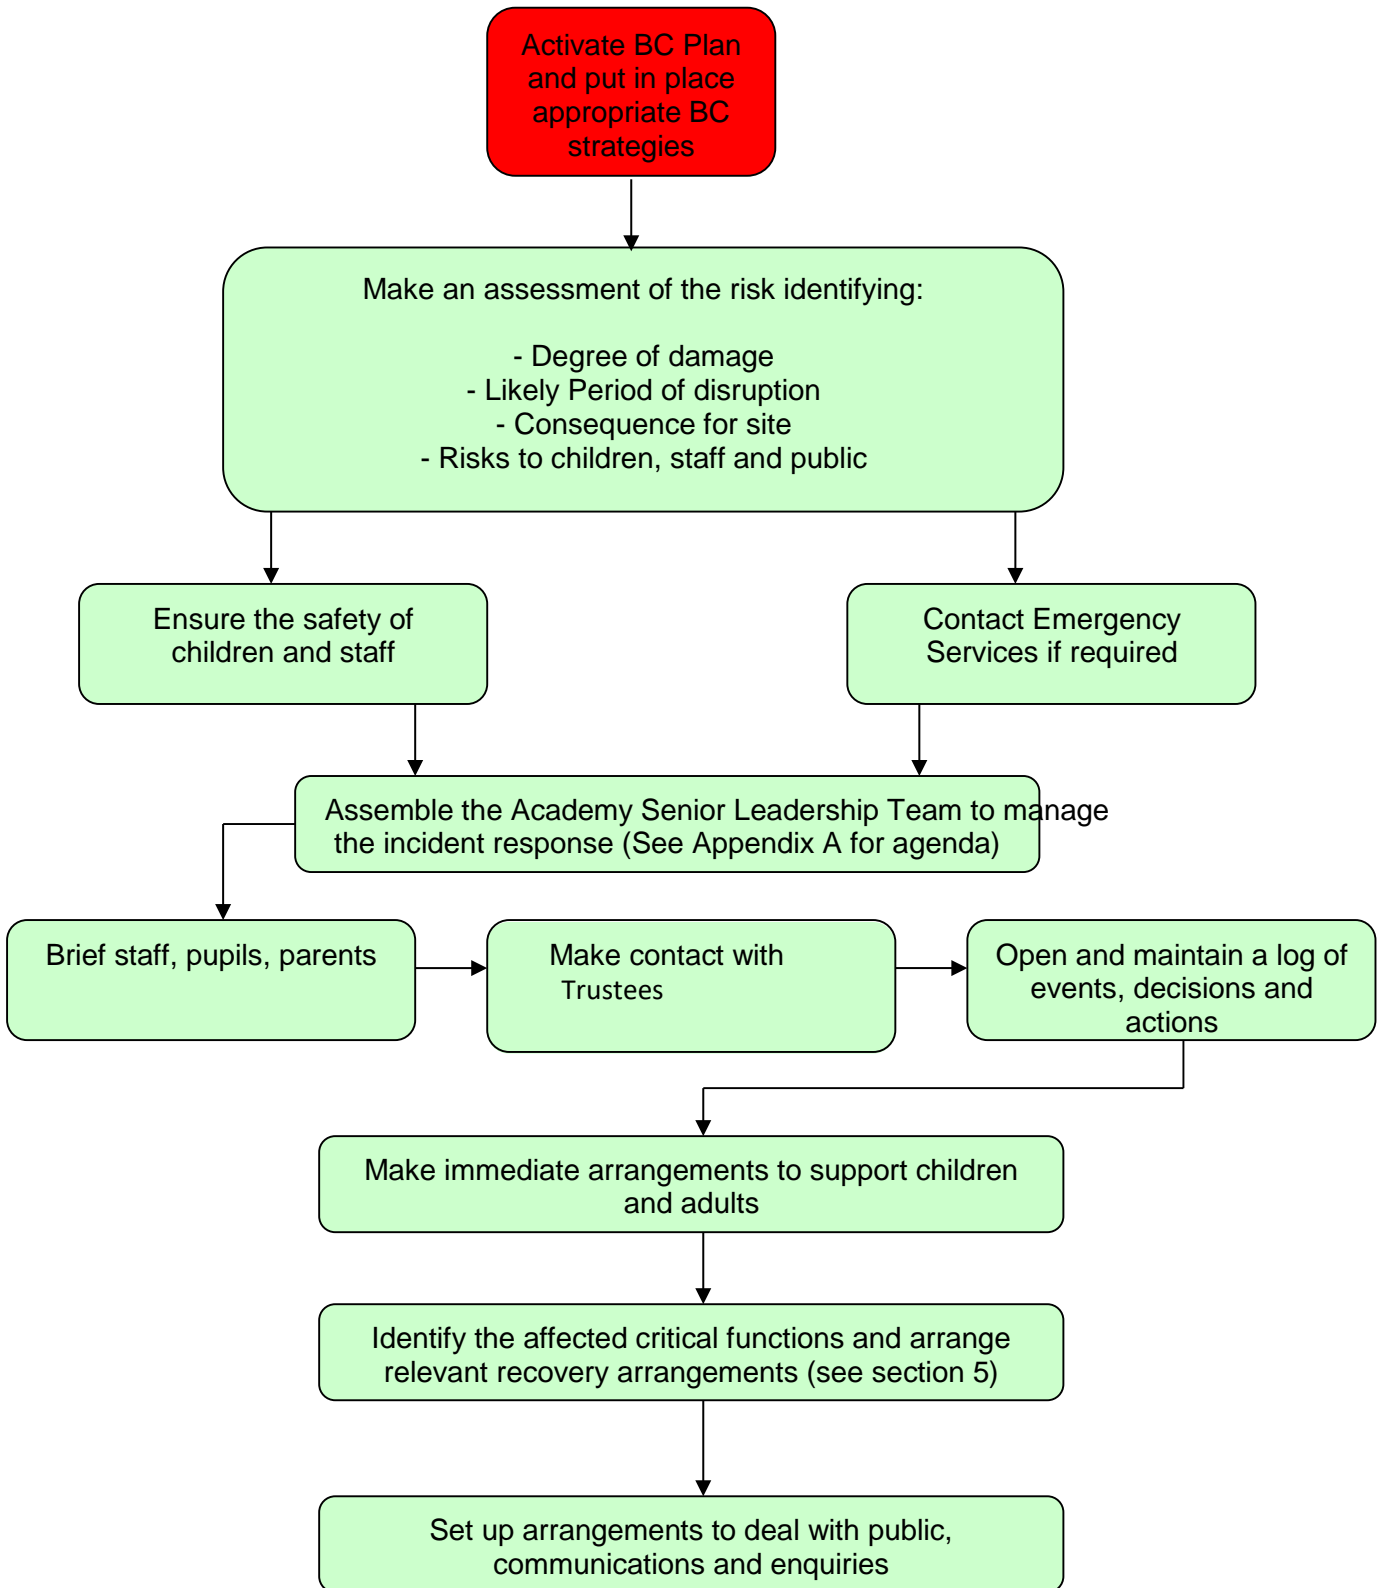 Activate BC Plan
and put in place
appropriate BC
strategies
Make an assessment of the risk identifying:
- Degree of damage
- Likely Period of disruption
- Consequence for site
- Risks to children, staff and public
Ensure the safety of
children and staff
Contact Emergency
Services if required
Assemble the Academy Senior Leadership Team to manage
the incident response (See Appendix A for agenda)
Brief staff, pupils, parents
Make contact with
Trustees
Open and maintain a log of
events, decisions and
actions
Make immediate arrangements to support children
and adults
Identify the affected critical functions and arrange
relevant recovery arrangements (see section 5)
Set up arrangements to deal with public,
communications and enquiries